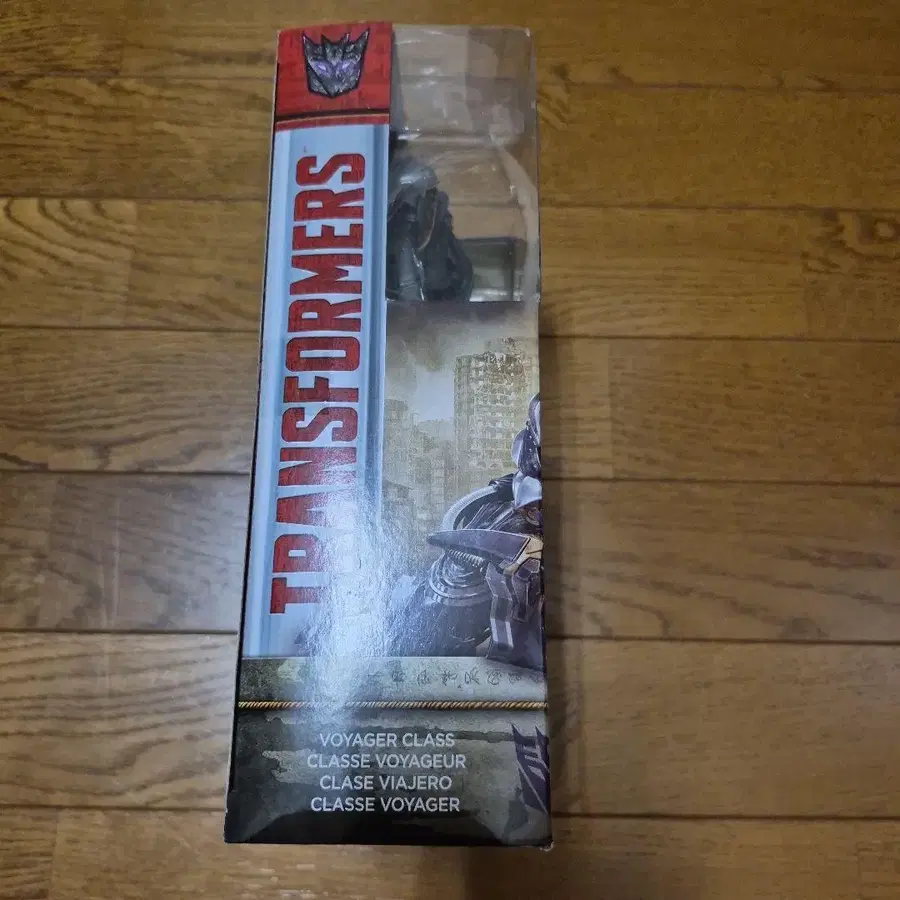 TRANSFORMERS
VOYAGER CLASS
CLASSE VOYAGEUR
CLASE VIAJERO
CLASSE VOYAGER